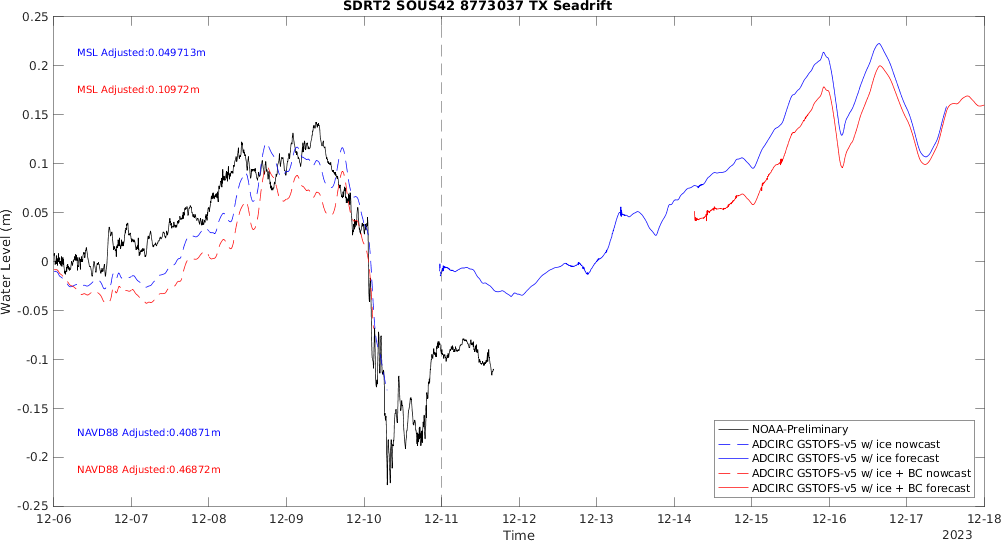 SDRT2 SOUS42 8773037 TX Seadrift
0.25
0.2
0.15
0.1
0.05
0
-0.05
-0.1
-0.15
-0.2
-0.25
Water Level (m)
MSL Adjusted:0.049713m
MSL Adjusted:0.10972m
NAVD88 Adjusted:0.40871m
NAVD88 Adjusted:0.46872m
NOAA-Preliminary
ADCIRC GSTOFS-v5 w/ ice nowcast
ADCIRC GSTOFS-v5 w/ ice forecast
ADCIRC GSTOFS-v5 w/ ice + BC nowcast
ADCIRC GSTOFS-v5 w/ ice + BC forecast
12-06 12-07 12-08 12-09 12-10 12-11 12-12 12-13 12-14 12-15 12-16 12-17 12-18
Time
2023